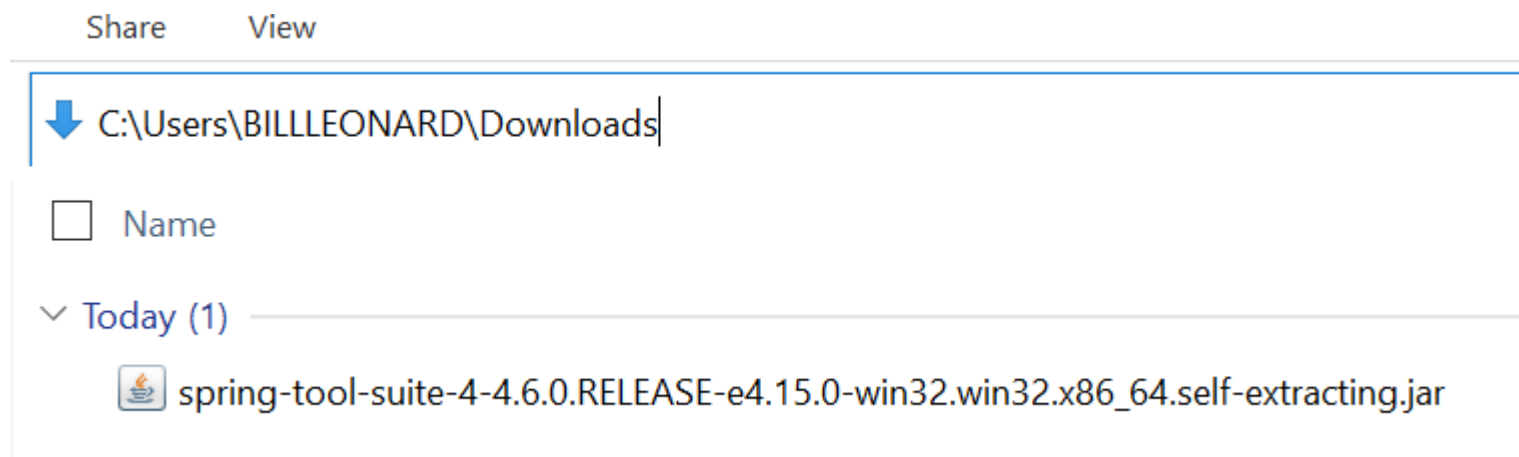 Share View
C:\Users\BILLLEONARD\Downloads
Name
Today (1)
spring-tool-suite-4-4.6.0.RELEASE-e4.15.0-win32.win32.x86_64.self-extracting.jar